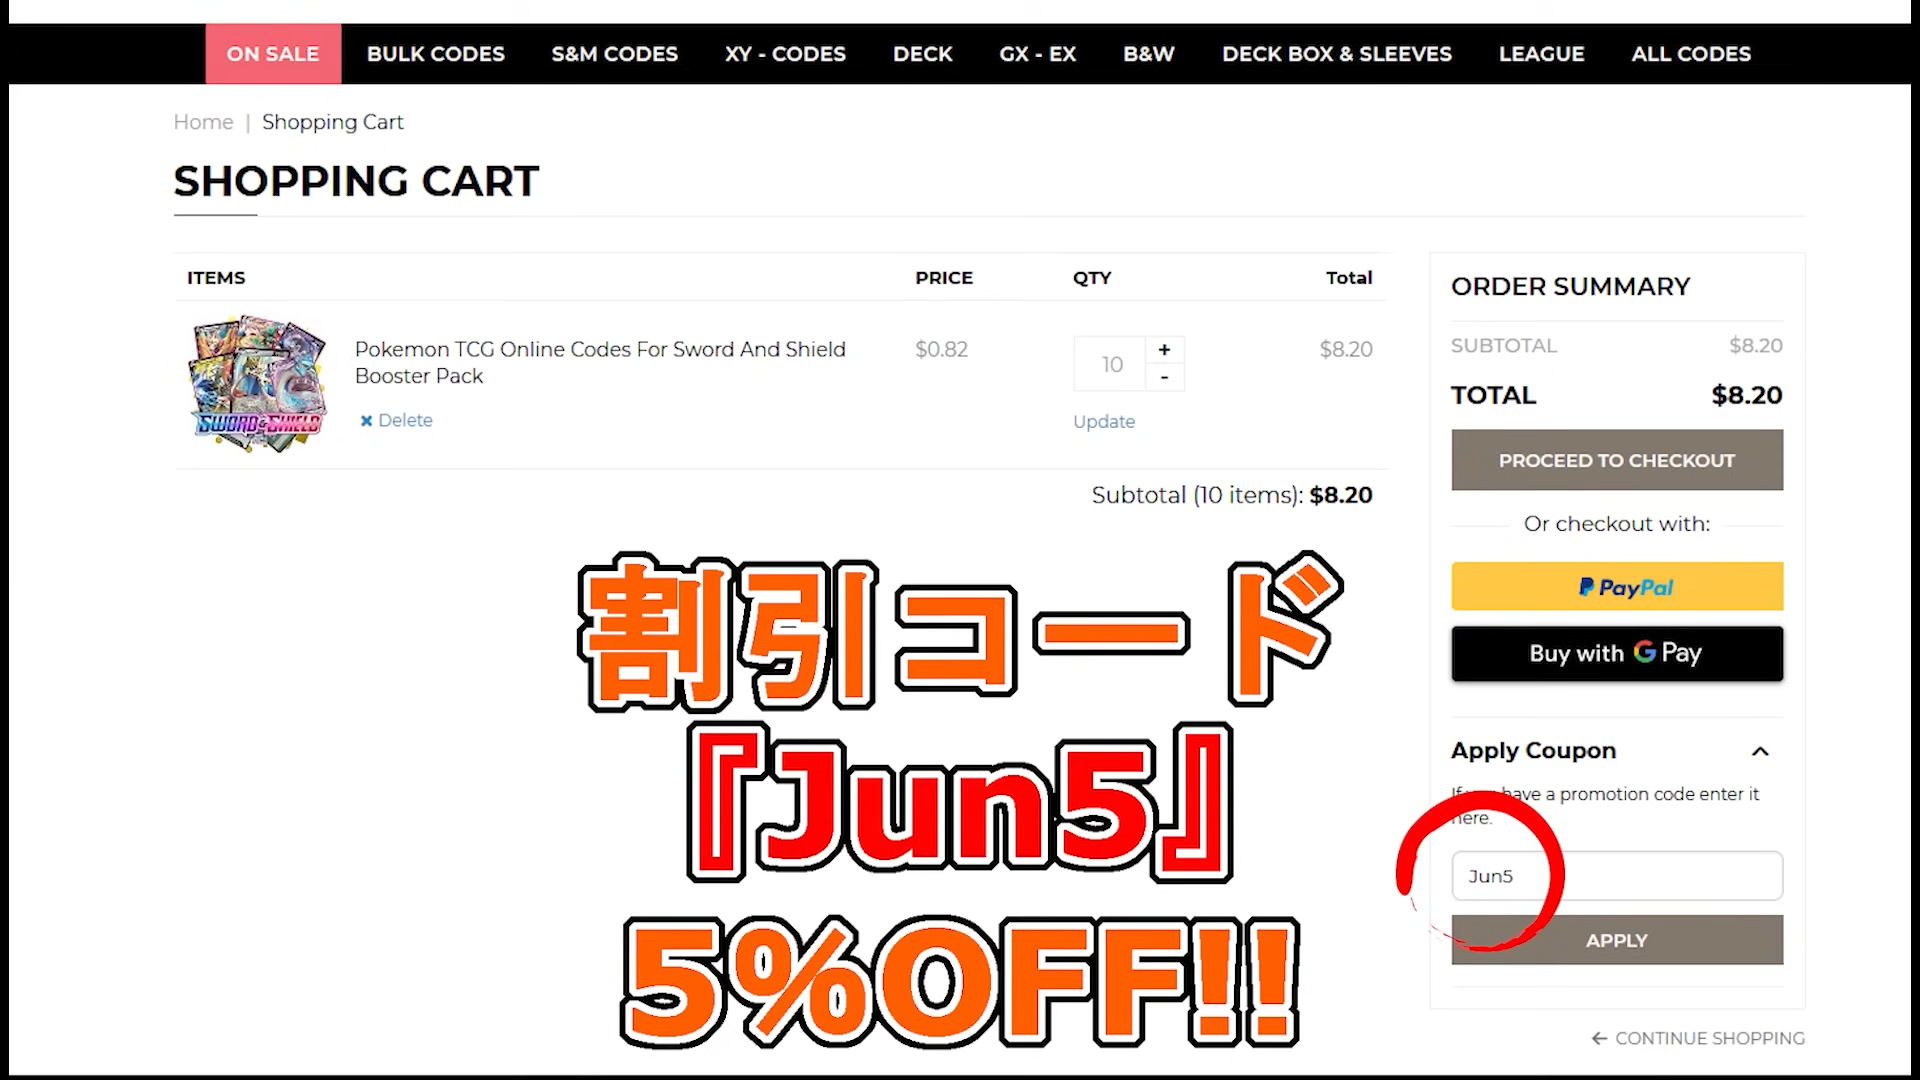 ON SALE BULK CODES S&M CODES XY - CODES DECK GX - EX B&W DECK BOX & SLEEVES LEAGUE ALL CODES
Home | Shopping Cart
SHOPPING CART
ITEMS PRICE QTY Total
Pokemon TCG Online Codes For Sword And Shield
Booster Pack
$0.82
10
+
-
$8.20
SWORD & SHIELD
Delete
Update
Subtotal (10 items): $8.20
ORDER SUMMARY
SUBTOTAL $8.20
TOTAL $8.20
PROCEED TO CHECKOUT
Or checkout with:
PayPal
Buy with G Pay
Apply Coupon
If you have a promotion code enter it
here.
Jun5
APPLY
CONTINUE SHOPPING
割引コード
『Jun5』
5%OFF!!